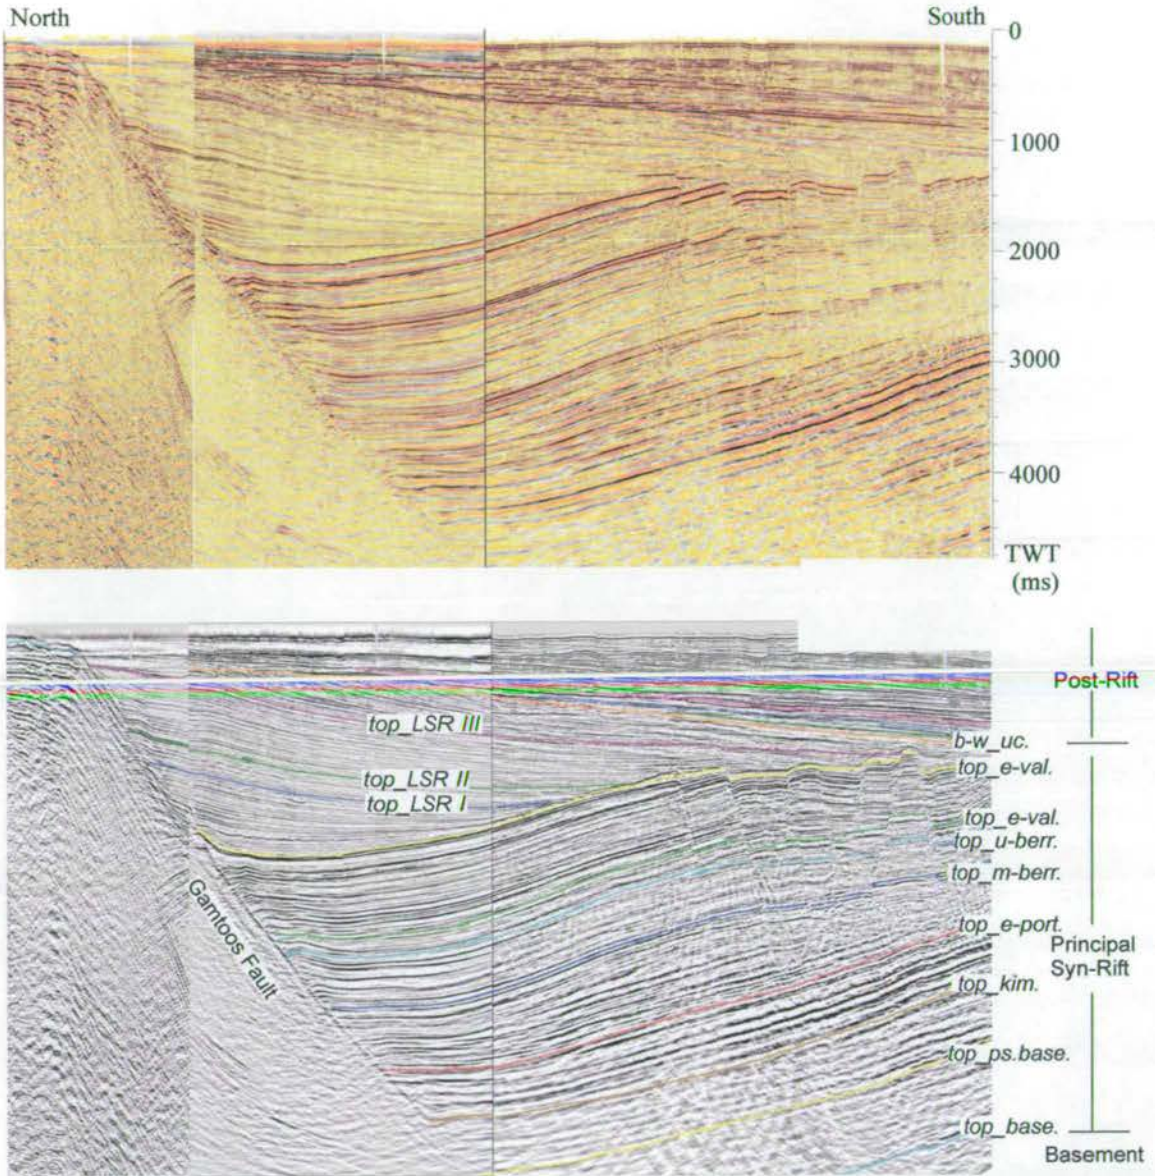 North
South
0
1000
2000
3000
4000
TWT
(ms)
Post-Rift
top_LSR III
b-w_uc.
top_e-val.
top_LSR II
top_LSR I
top_e-val.
top_u-berr.
top_m-berr.
Gamtoos Fault
top_e-port.
Principal
Syn-Rift
top_kim.
top_ps.base.
top_base.
Basement